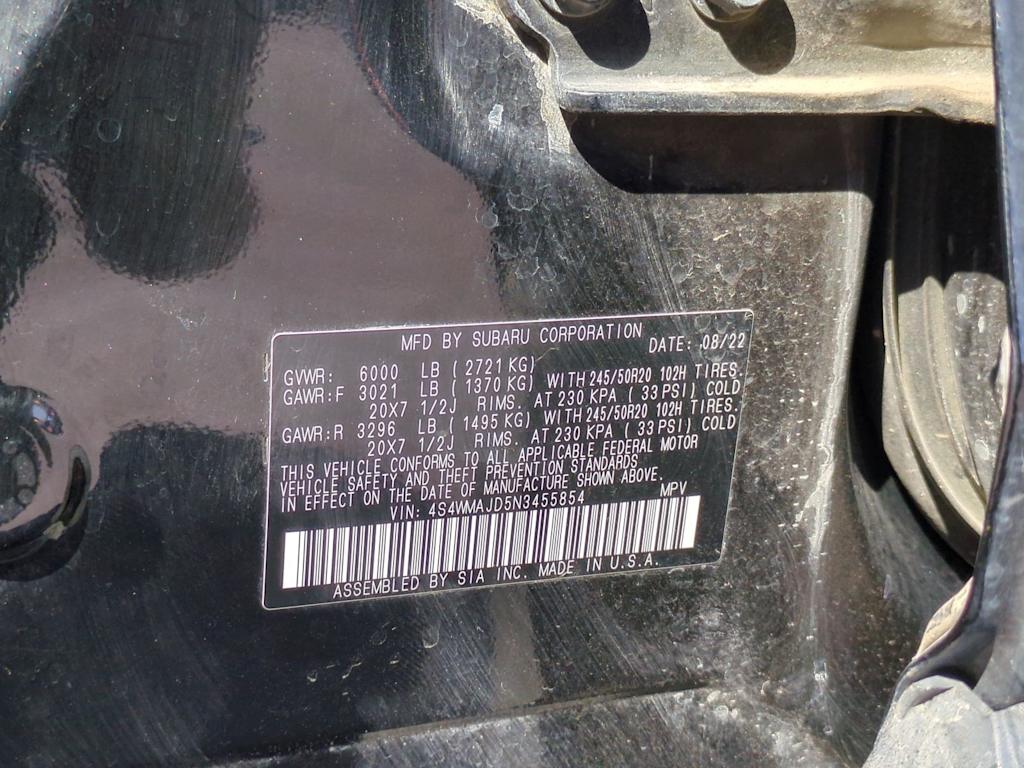 MFD BY SUBARU CORPORATION
DATE: 08/22
GVWR: 6000 LB ( 2721 KG)
GAWR:F 3021 LB ( 1370 KG) WITH 245/50R20 102H TIRES.
20X7 1/2J RIMS. AT 230 KPA ( 33 PSI) COLD
GAWR:R 3296 LB ( 1495 KG) WITH 245/50R20 102H TIRES.
20X7 1/2J RIMS. AT 230 KPA ( 33 PSI) COLD
THIS VEHICLE CONFORMS TO ALL APPLICABLE FEDERAL MOTOR
VEHICLE SAFETY AND THEFT PREVENTION STANDARDS
IN EFFECT ON THE DATE OF MANUFACTURE SHOWN ABOVE.
VIN: 4S4WMAJD5N3455854 MPV
ASSEMBLED BY SIA INC. MADE IN U.S.A.